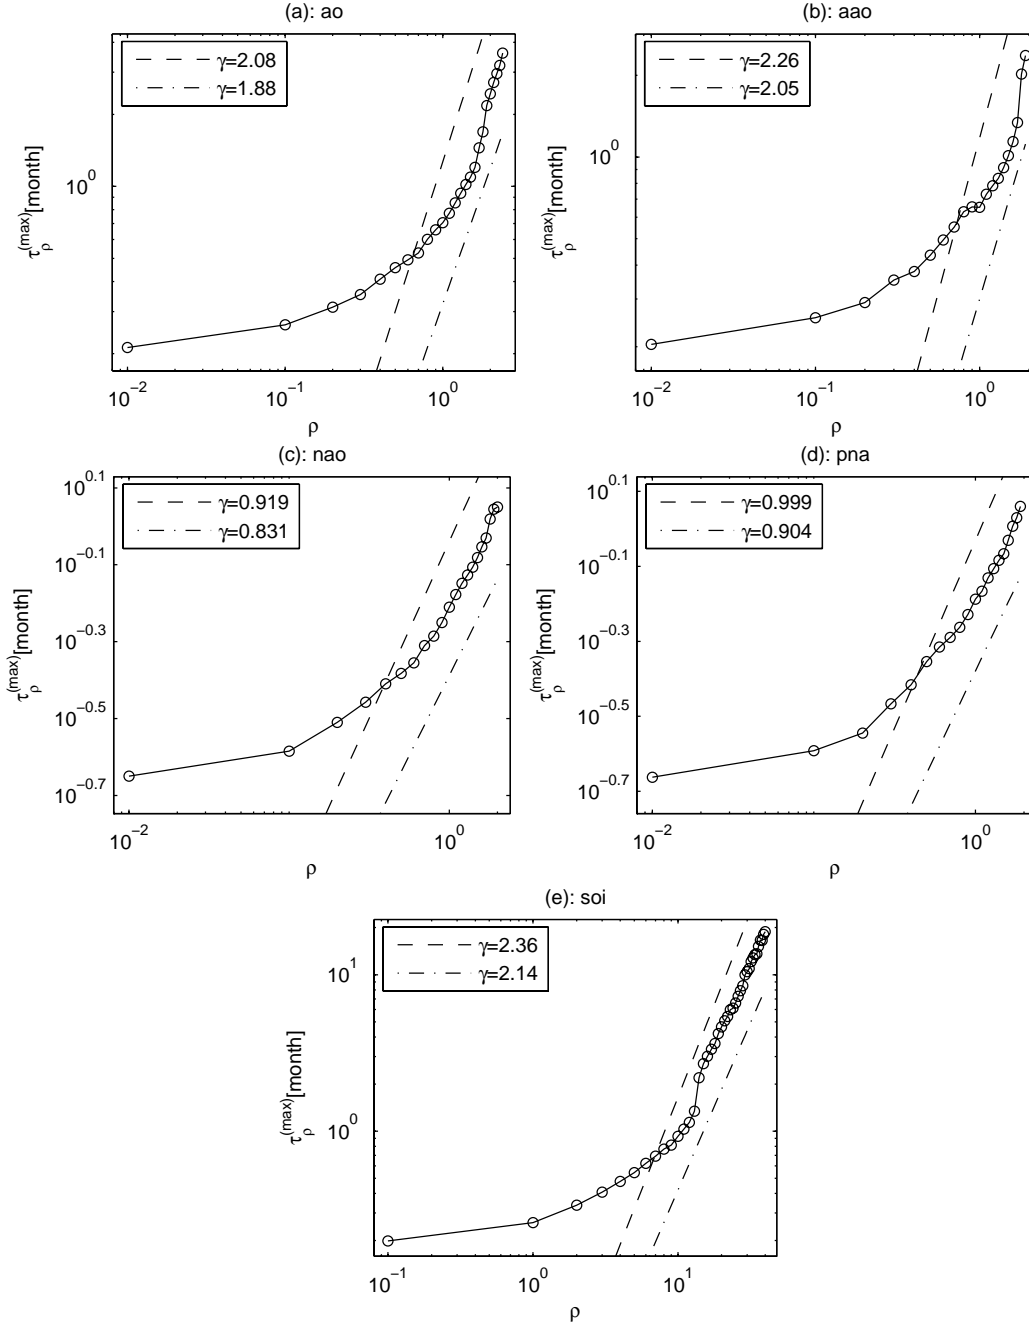 (a): ao
γ=2.08
γ=1.88
10^0
τ_ρ^(max)[month]
10^−2 10^−1 10^0
ρ
(b): aao
γ=2.26
γ=2.05
10^0
τ_ρ^(max)[month]
10^−2 10^−1 10^0
ρ
(c): nao
γ=0.919
γ=0.831
10^0.1
10^−0.1
10^−0.3
10^−0.5
10^−0.7
τ_ρ^(max)[month]
10^−2 10^0
ρ
(d): pna
γ=0.999
γ=0.904
10^0.1
10^−0.1
10^−0.3
10^−0.5
10^−0.7
τ_ρ^(max)[month]
10^−2 10^0
ρ
(e): soi
γ=2.36
γ=2.14
10^1
10^0
τ_ρ^(max)[month]
10^−1 10^0 10^1
ρ